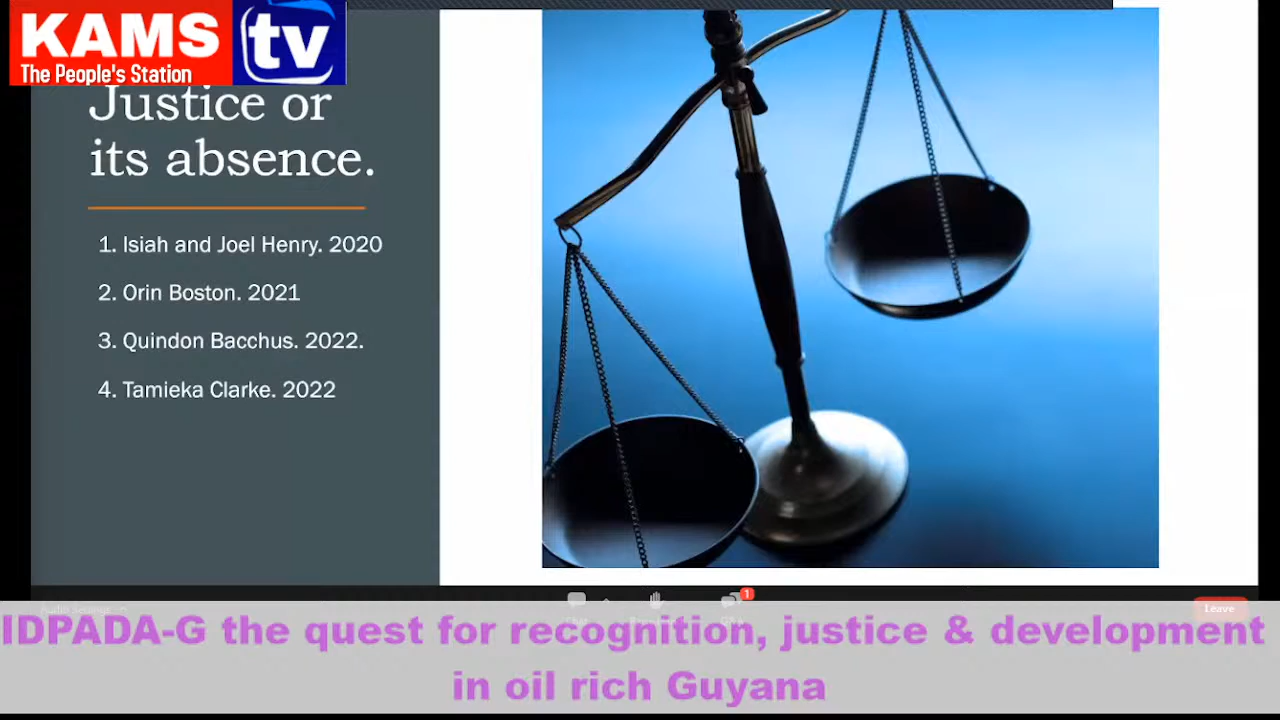 KAMS
The People's Station
tv
Justice or
its absence.
1. Isiah and Joel Henry. 2020
2. Orin Boston. 2021
3. Quindon Bacchus. 2022.
4. Tamieka Clarke. 2022
1
Leave
IDPADA-G the quest for recognition, justice & development
in oil rich Guyana